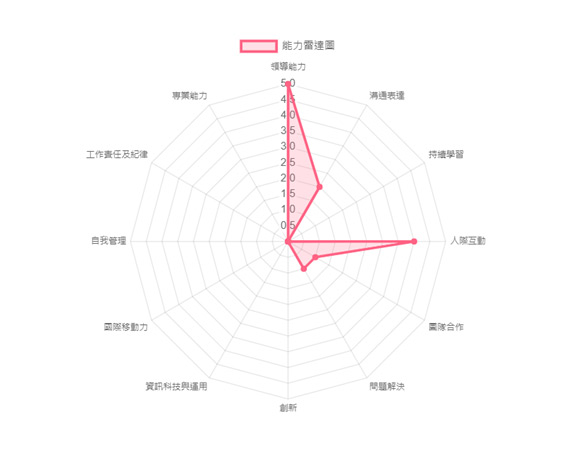 能力雷達圖
領導能力
溝通表達
持續學習
人際互動
團隊合作
問題解決
創新
資訊科技與運用
國際移動力
自我管理
工作責任及紀律
專業能力
5.0
4.5
4.0
3.5
3.0
2.5
2.0
1.5
1.0
0.5